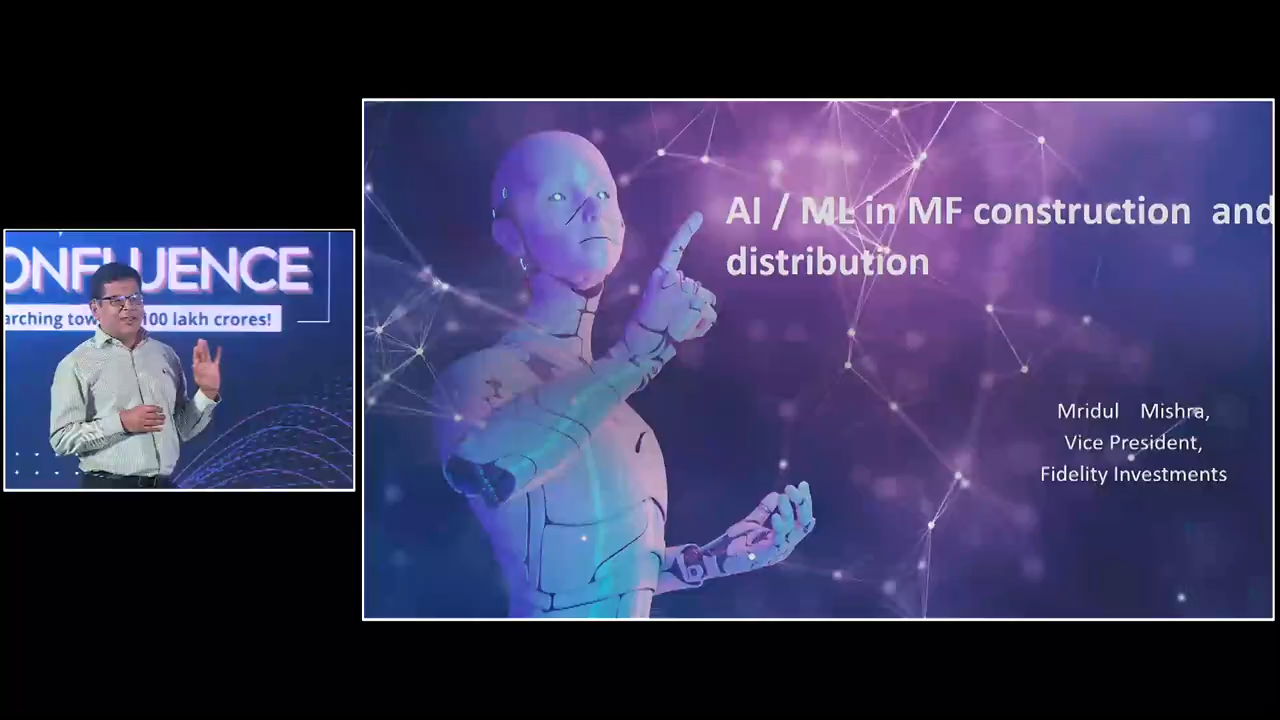 ONFLUENCE
arching tow 100 lakh crores!
AI / ML in MF construction and
distribution
Mridul Mishra,
Vice President,
Fidelity Investments